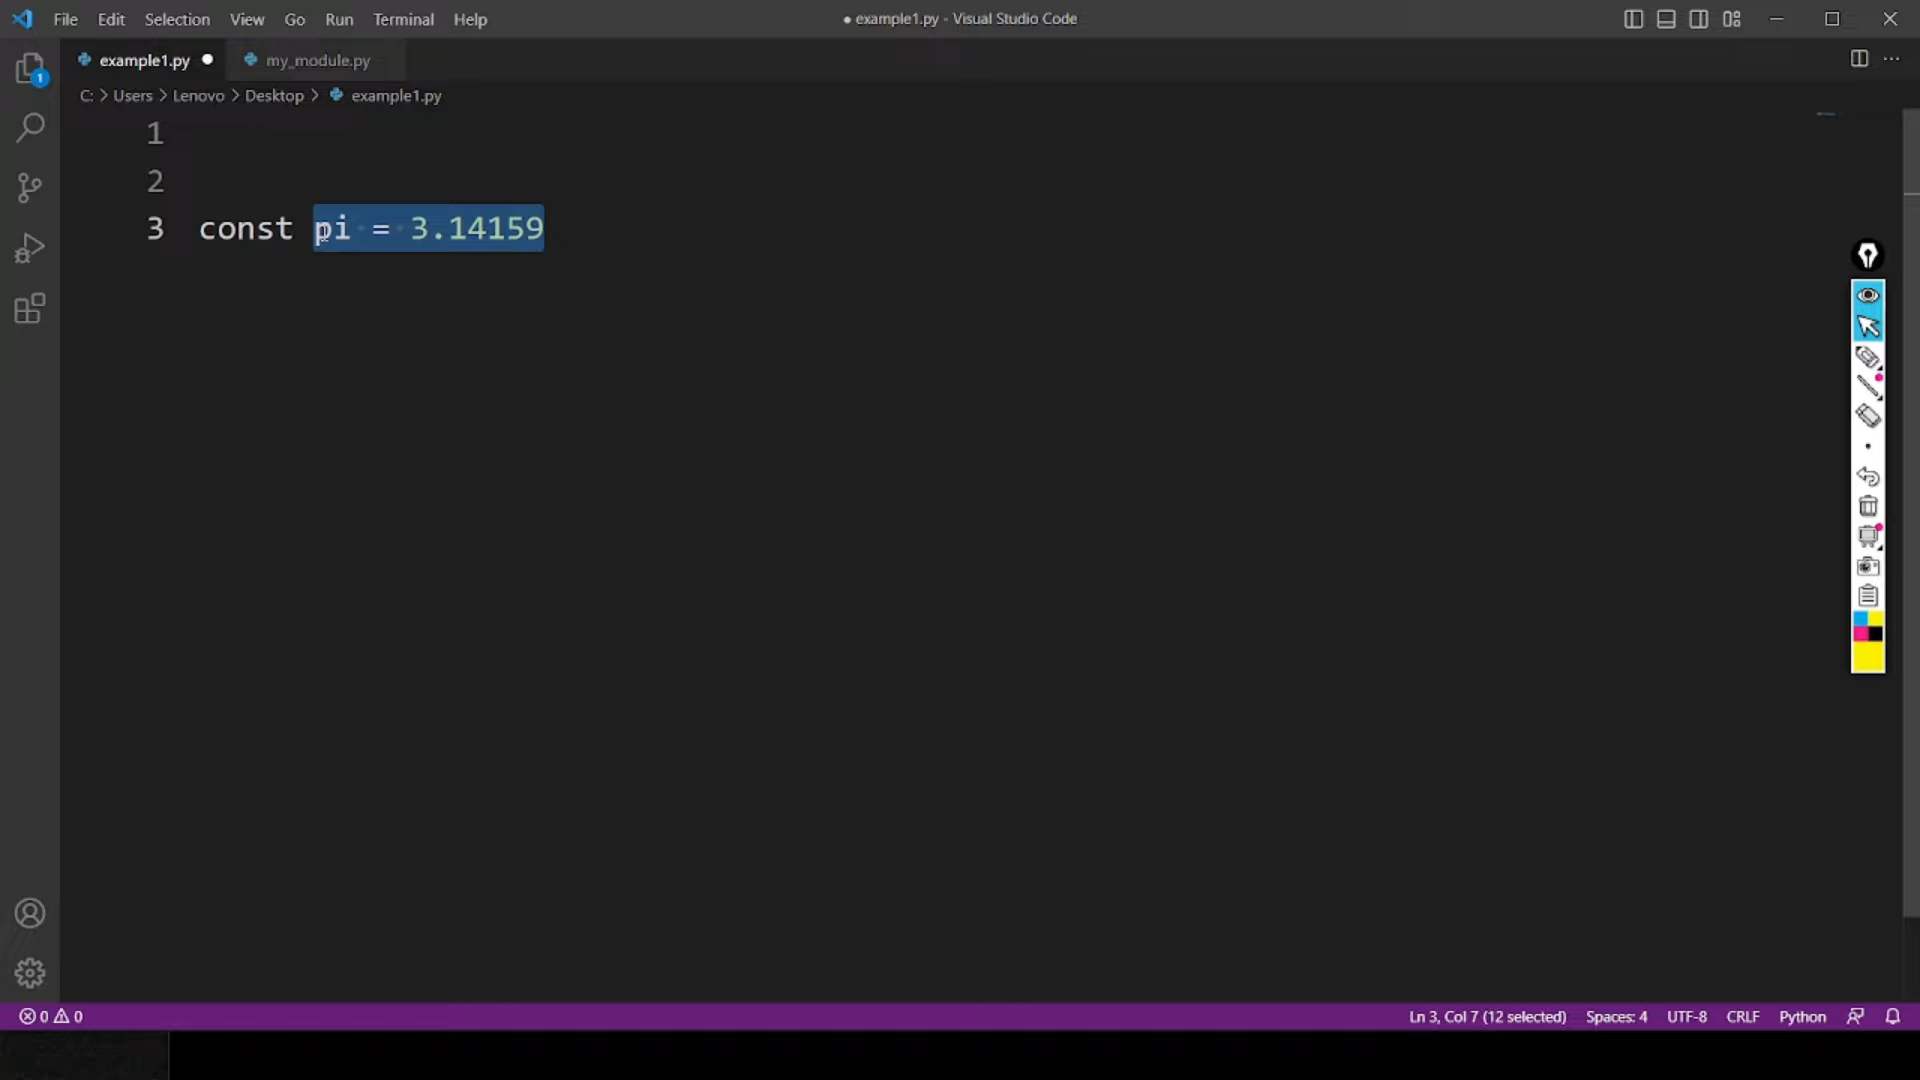 File Edit Selection View Go Run Terminal Help
● example1.py - Visual Studio Code
example1.py ●
my_module.py
C: > Users > Lenovo > Desktop > example1.py
1
1
2
3 const pi = 3.14159
0 0
Ln 3, Col 7 (12 selected) Spaces: 4 UTF-8 CRLF Python